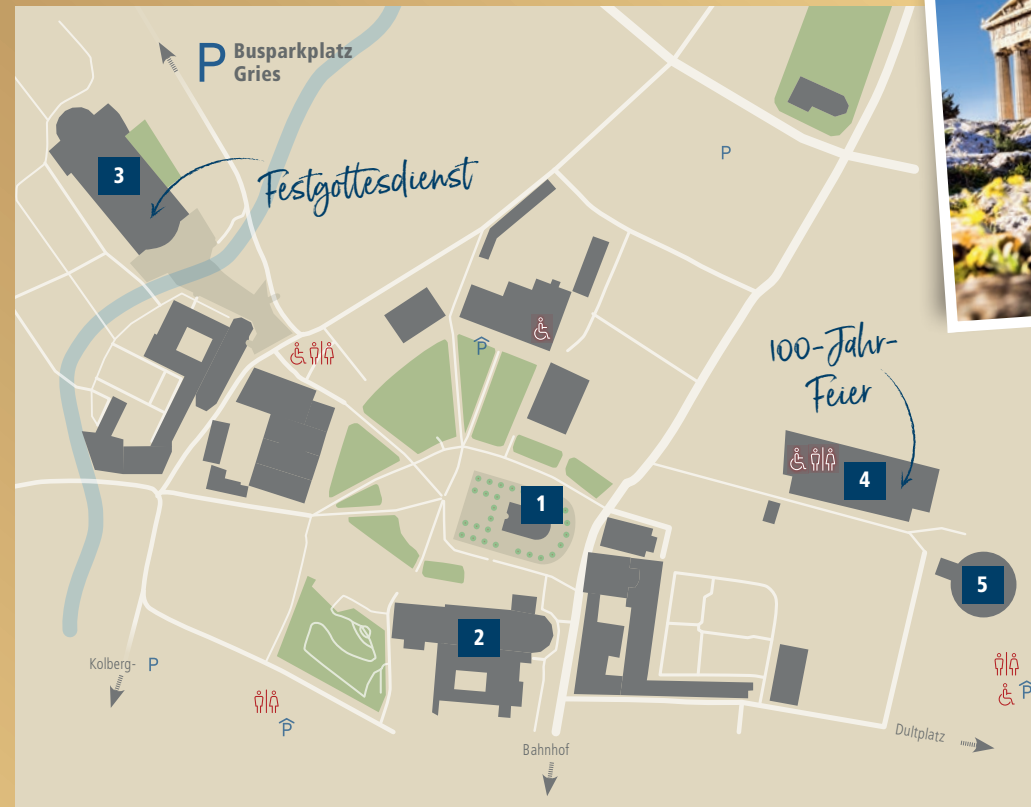 P Busparkplatz
Gries
3
Festgottesdienst
P
P
100-Jahr-
Feier
4
1
5
2
Kolberg- P
P
P
Dultplatz
Bahnhof